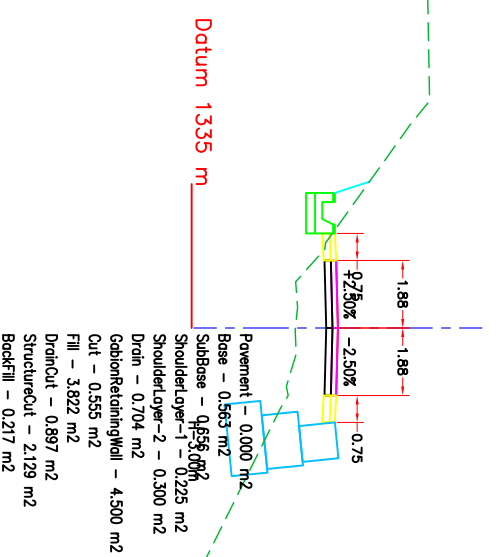 Datum 1335 m
0.75
1.88
1.88
+2.50%
-2.50%
0.75
H=3.00m
Pavement - 0.000 m2
Base - 0.563 m2
SubBase - 0.656 m2
ShoulderLayer-1 - 0.225 m2
ShoulderLayer-2 - 0.300 m2
Drain - 0.704 m2
GabionRetainingWall - 4.500 m2
Cut - 0.555 m2
Fill - 3.822 m2
DrainCut - 0.897 m2
StructureCut - 2.129 m2
BackFill - 0.217 m2